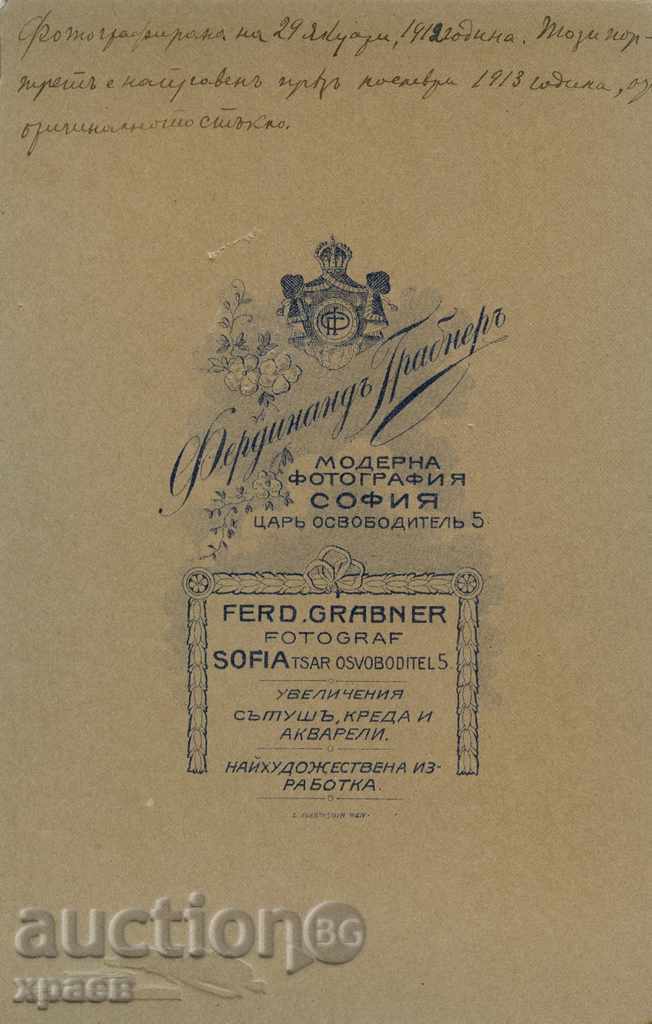 Фотографирана на 29 Януари, 1912 година. Този пор-
третъ е направенъ презъ ноември 1913 година, отъ
оригиналното стъкло.
Фердинандъ Грабнеръ
МОДЕРНА
ФОТОГРАФИЯ
СОФИЯ
ЦАРЬ ОСВОБОДИТЕЛЬ 5
FERD. GRABNER
FOTOGRAF
SOFIA TSAR OSVOBODITEL 5.
УВЕЛИЧЕНИЯ
СЪТУШЪ, КРЕДА И
АКВАРЕЛИ.
НАЙХУДОЖЕСТВЕНА ИЗ-
РАБОТКА.
auction BG
храев